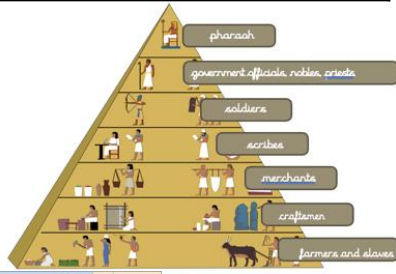 pharaoh
government officials, nobles, priests
soldiers
scribes
merchants
craftsmen
farmers and slaves